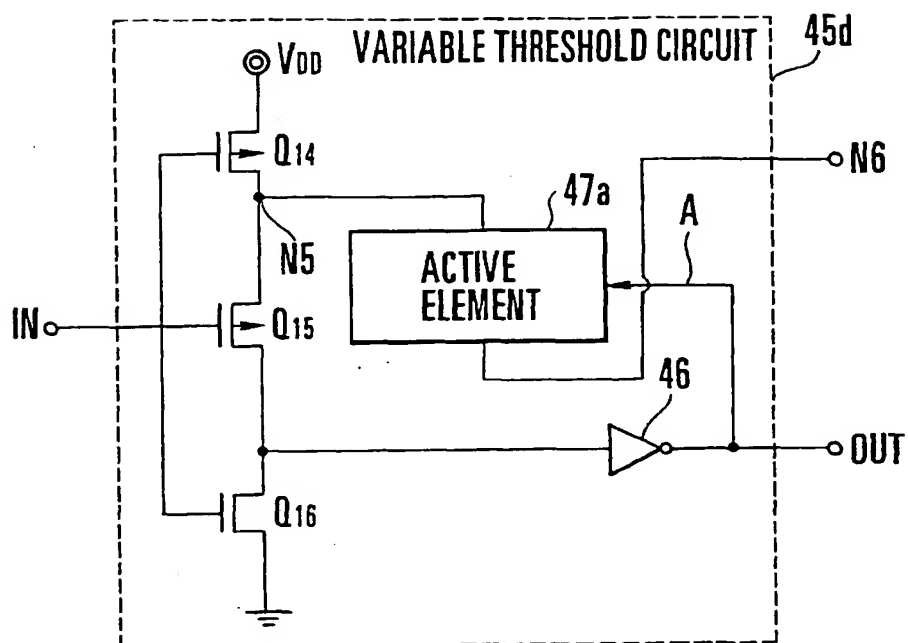 VARIABLE THRESHOLD CIRCUIT
45d
VDD
Q14
N6
47a
A
N5
ACTIVE
ELEMENT
IN
Q15
46
OUT
Q16